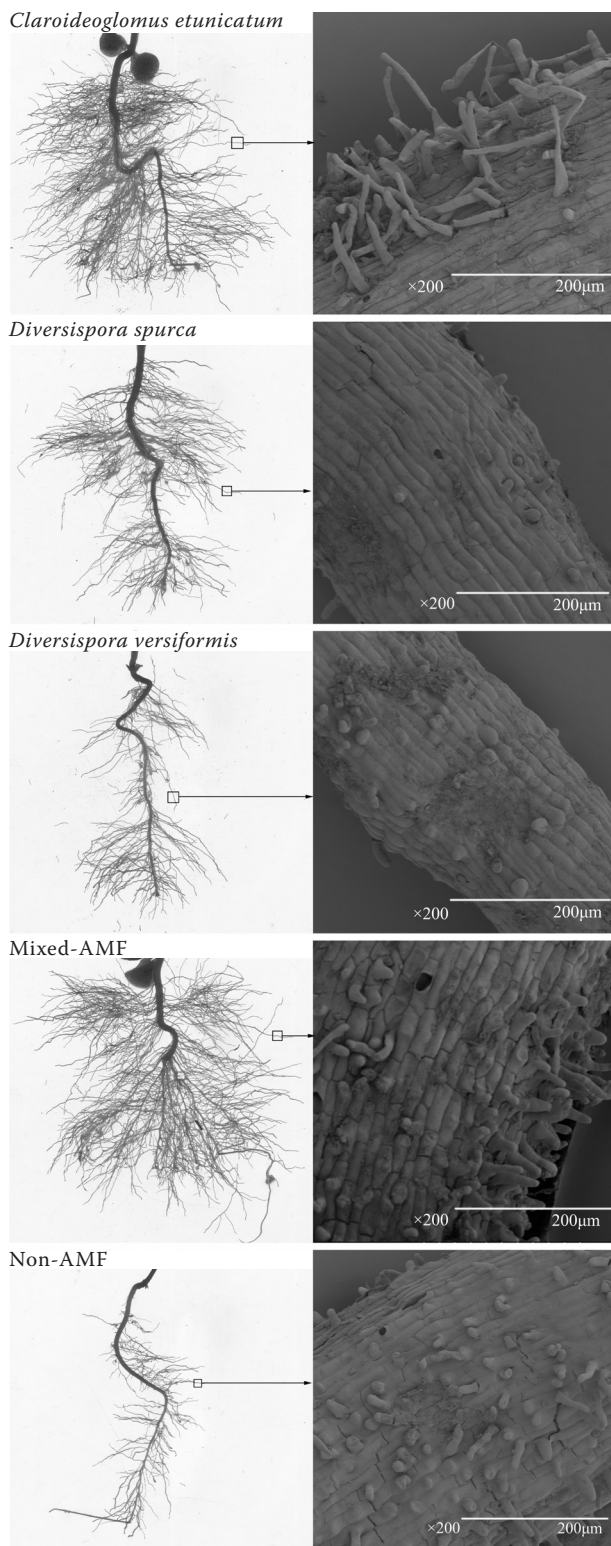 Claroideoglomus etunicatum
×200 200μm
Diversispora spurca
×200 200μm
Diversispora versiformis
×200 200μm
Mixed-AMF
×200 200μm
Non-AMF
×200 200μm